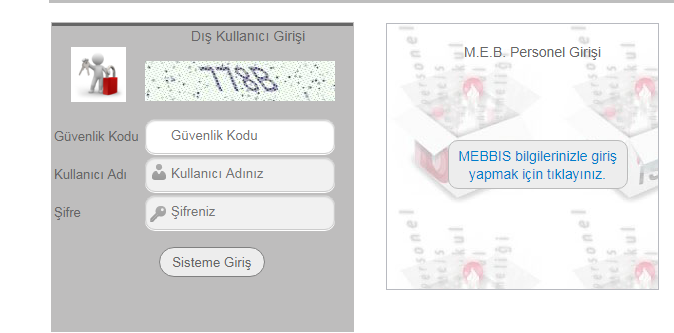 Dış Kullanıcı Girişi
778B
Güvenlik Kodu
Güvenlik Kodu
Kullanıcı Adı
Kullanıcı Adınız
Şifre
Şifreniz
Sisteme Giriş
M.E.B. Personel Girişi
MEBBIS bilgilerinizle giriş
yapmak için tıklayınız.